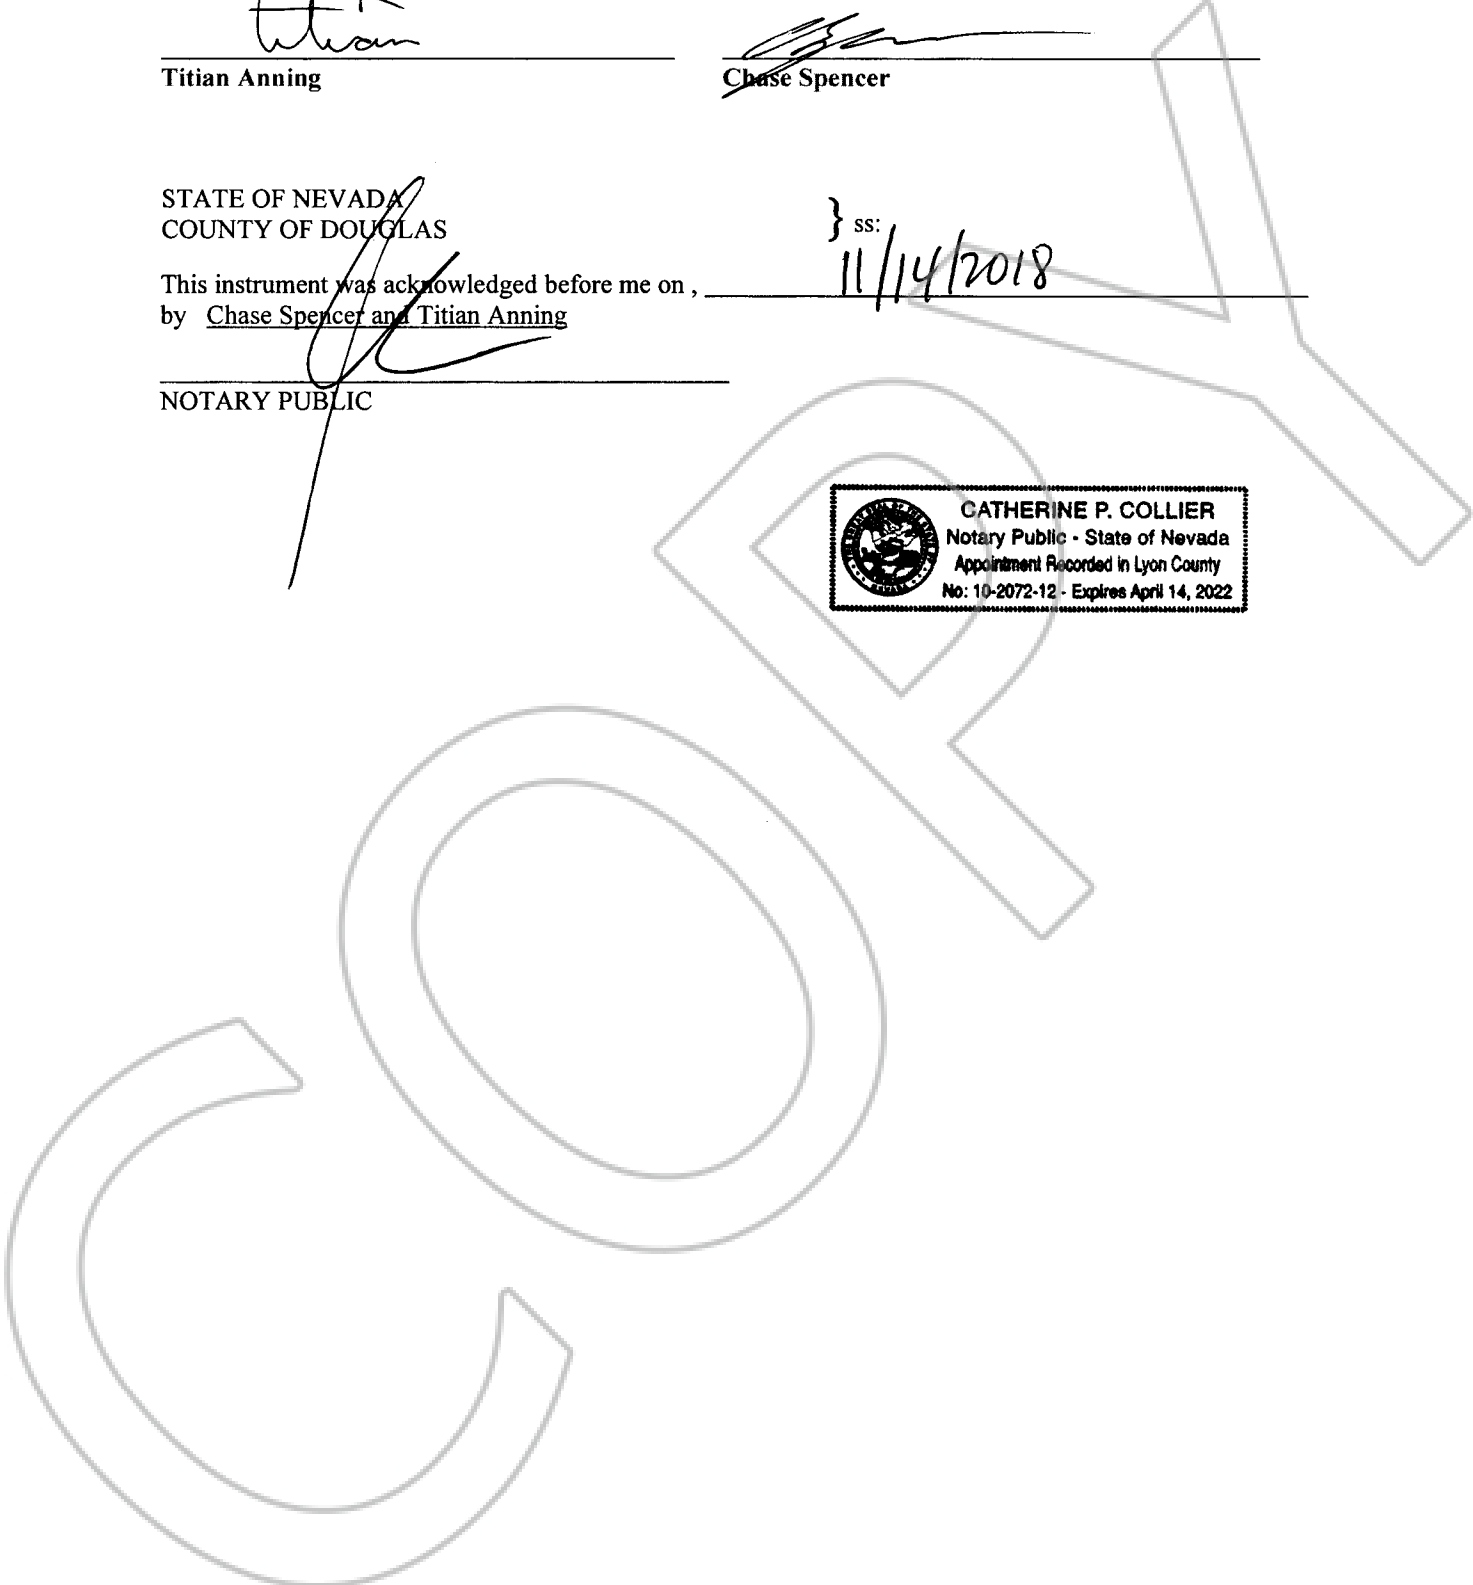 Titian
Titian Anning Chase Spencer
STATE OF NEVADA
COUNTY OF DOUGLAS } ss:
This instrument was acknowledged before me on , 11/14/2018
by Chase Spencer and Titian Anning
NOTARY PUBLIC
CATHERINE P. COLLIER
Notary Public - State of Nevada
Appointment Recorded in Lyon County
No: 10-2072-12 - Expires April 14, 2022
COPY